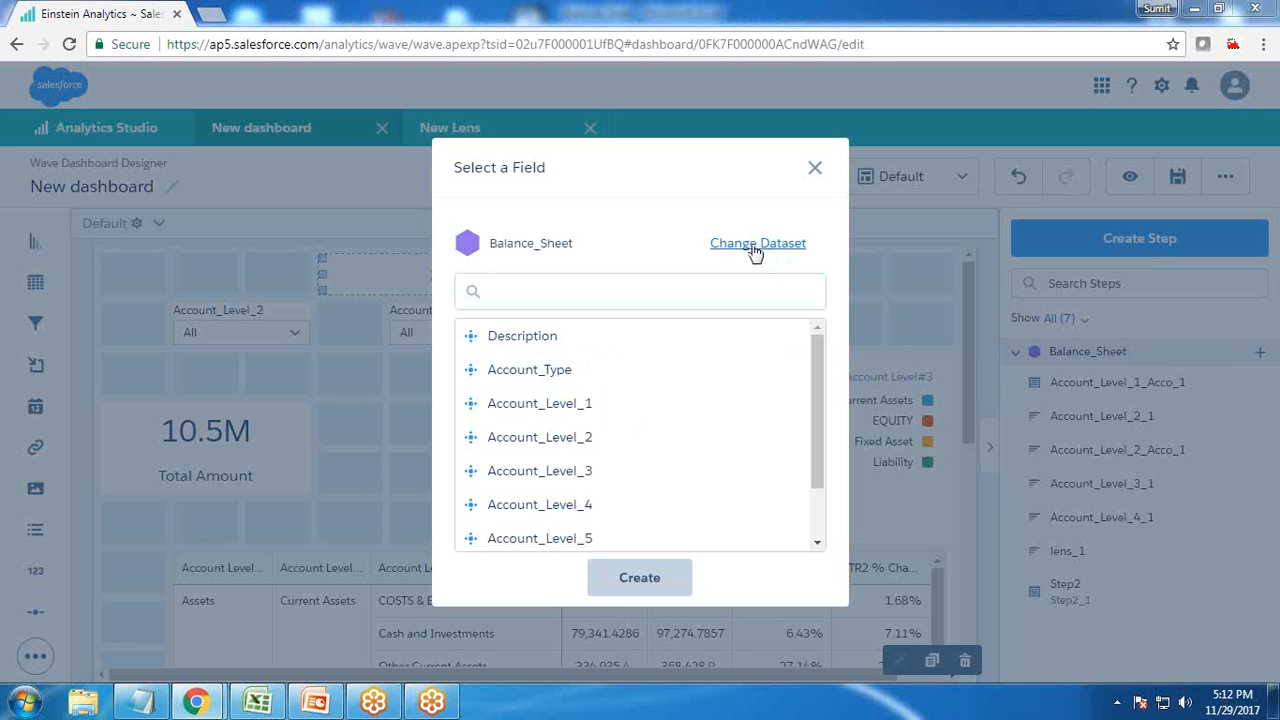 Einstein Analytics ~ Sales
Sumit
Secure
https://ap5.salesforce.com/analytics/wave/wave.apexp?tsid=02u7F000001UfBQ#dashboard/0FK7F000000ACndWAG/edit
salesforce
Analytics Studio
New dashboard
New Lens
Wave Dashboard Designer
New dashboard
Default
Default
Select a Field
Balance_Sheet
Change Dataset
Description
Account_Type
Account_Level_1
Account_Level_2
Account_Level_3
Account_Level_4
Account_Level_5
Create
Account_Level_2
All
All
10.5M
Total Amount
Account Level#3
EQUITY
Fixed Asset
Liability
Account Level...
Account Level...
Assets
Current Assets
Cash and Investments
79,341.4286
97,274.7857
6.43%
7.11%
1.68%
Create Step
Search Steps
Show All (7)
Balance_Sheet
Account_Level_1_Acco_1
Account_Level_2_1
Account_Level_2_Acco_1
Account_Level_3_1
Account_Level_4_1
lens_1
Step2
Step2_1
123
5:12 PM
11/29/2017